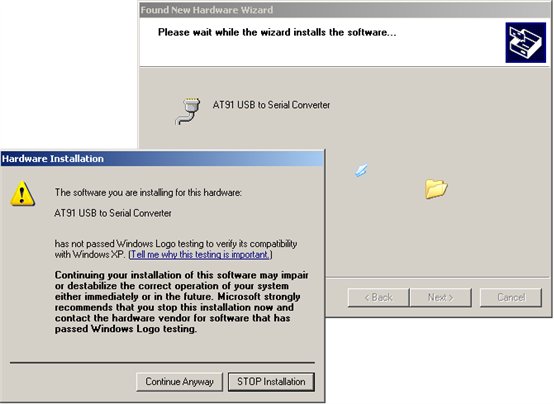 Found New Hardware Wizard
Please wait while the wizard installs the software...
AT91 USB to Serial Converter
< Back
Next >
Cancel
Hardware Installation
The software you are installing for this hardware:
AT91 USB to Serial Converter
has not passed Windows Logo testing to verify its compatibility
with Windows XP. (Tell me why this testing is important.)
Continuing your installation of this software may impair
or destabilize the correct operation of your system
either immediately or in the future. Microsoft strongly
recommends that you stop this installation now and
contact the hardware vendor for software that has
passed Windows Logo testing.
Continue Anyway
STOP Installation